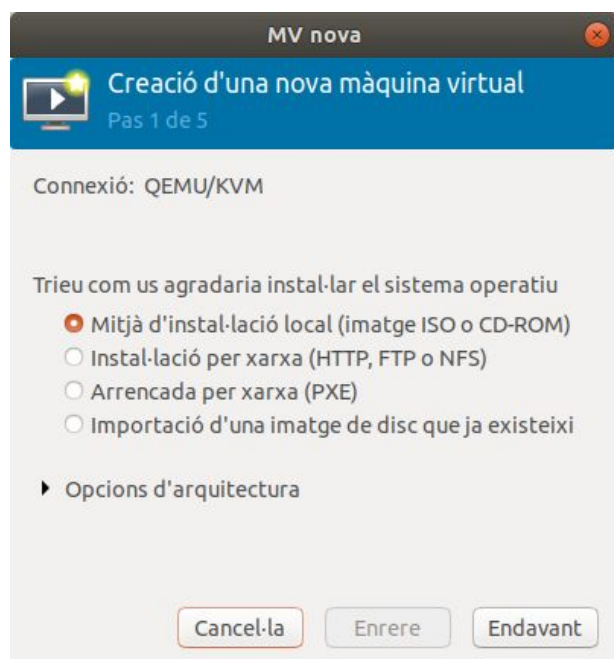 MV nova
Creació d'una nova màquina virtual
Pas 1 de 5
Connexió: QEMU/KVM
Trieu com us agradaria instal·lar el sistema operatiu
Mitjà d'instal·lació local (imatge ISO o CD-ROM)
Instal·lació per xarxa (HTTP, FTP o NFS)
Arrencada per xarxa (PXE)
Importació d'una imatge de disc que ja existeixi
Opcions d'arquitectura
Cancel·la Enrere Endavant